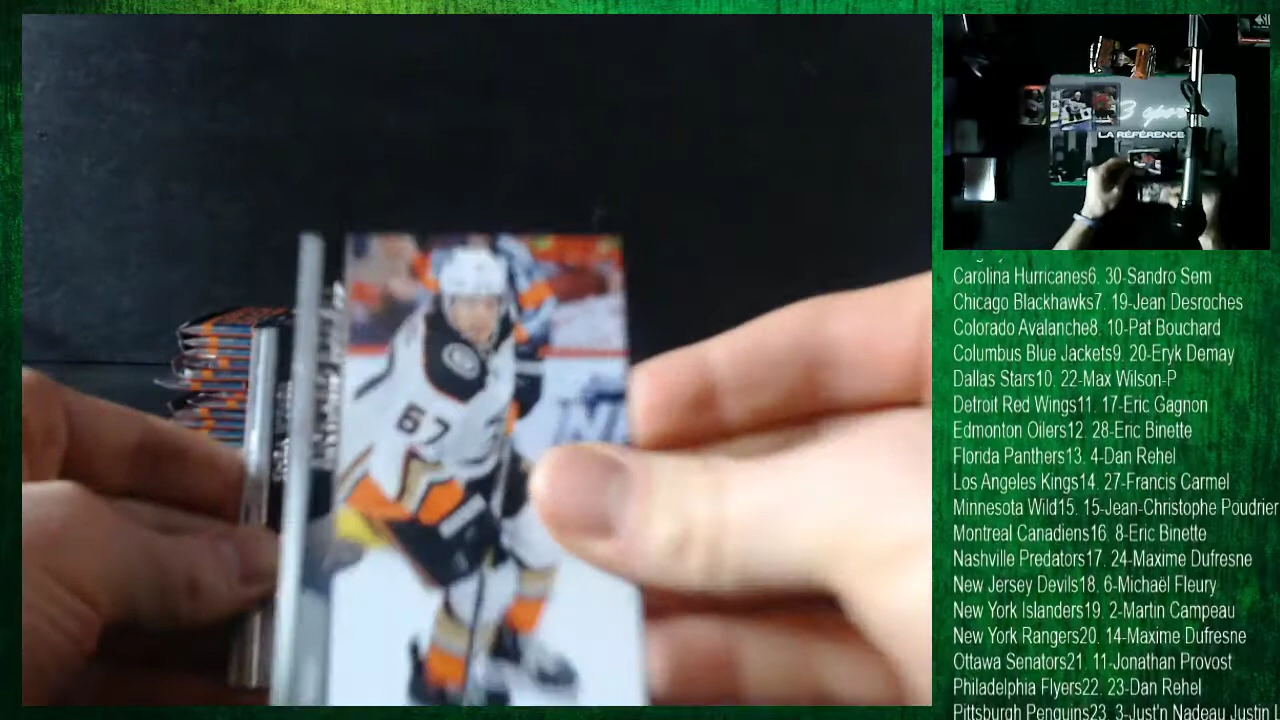 67
3
LA RÉFÉRENCE
Carolina Hurricanes6. 30-Sandro Sem
Chicago Blackhawks7. 19-Jean Desroches
Colorado Avalanche8. 10-Pat Bouchard
Columbus Blue Jackets9. 20-Eryk Demay
Dallas Stars10. 22-Max Wilson-P
Detroit Red Wings11. 17-Eric Gagnon
Edmonton Oilers12. 28-Eric Binette
Florida Panthers13. 4-Dan Rehel
Los Angeles Kings14. 27-Francis Carmel
Minnesota Wild15. 15-Jean-Christophe Poudrier
Montreal Canadiens16. 8-Eric Binette
Nashville Predators17. 24-Maxime Dufresne
New Jersey Devils18. 6-Michaël Fleury
New York Islanders19. 2-Martin Campeau
New York Rangers20. 14-Maxime Dufresne
Ottawa Senators21. 11-Jonathan Provost
Philadelphia Flyers22. 23-Dan Rehel
Pittsburgh Penguins23. 3-Just'n Nadeau Justin